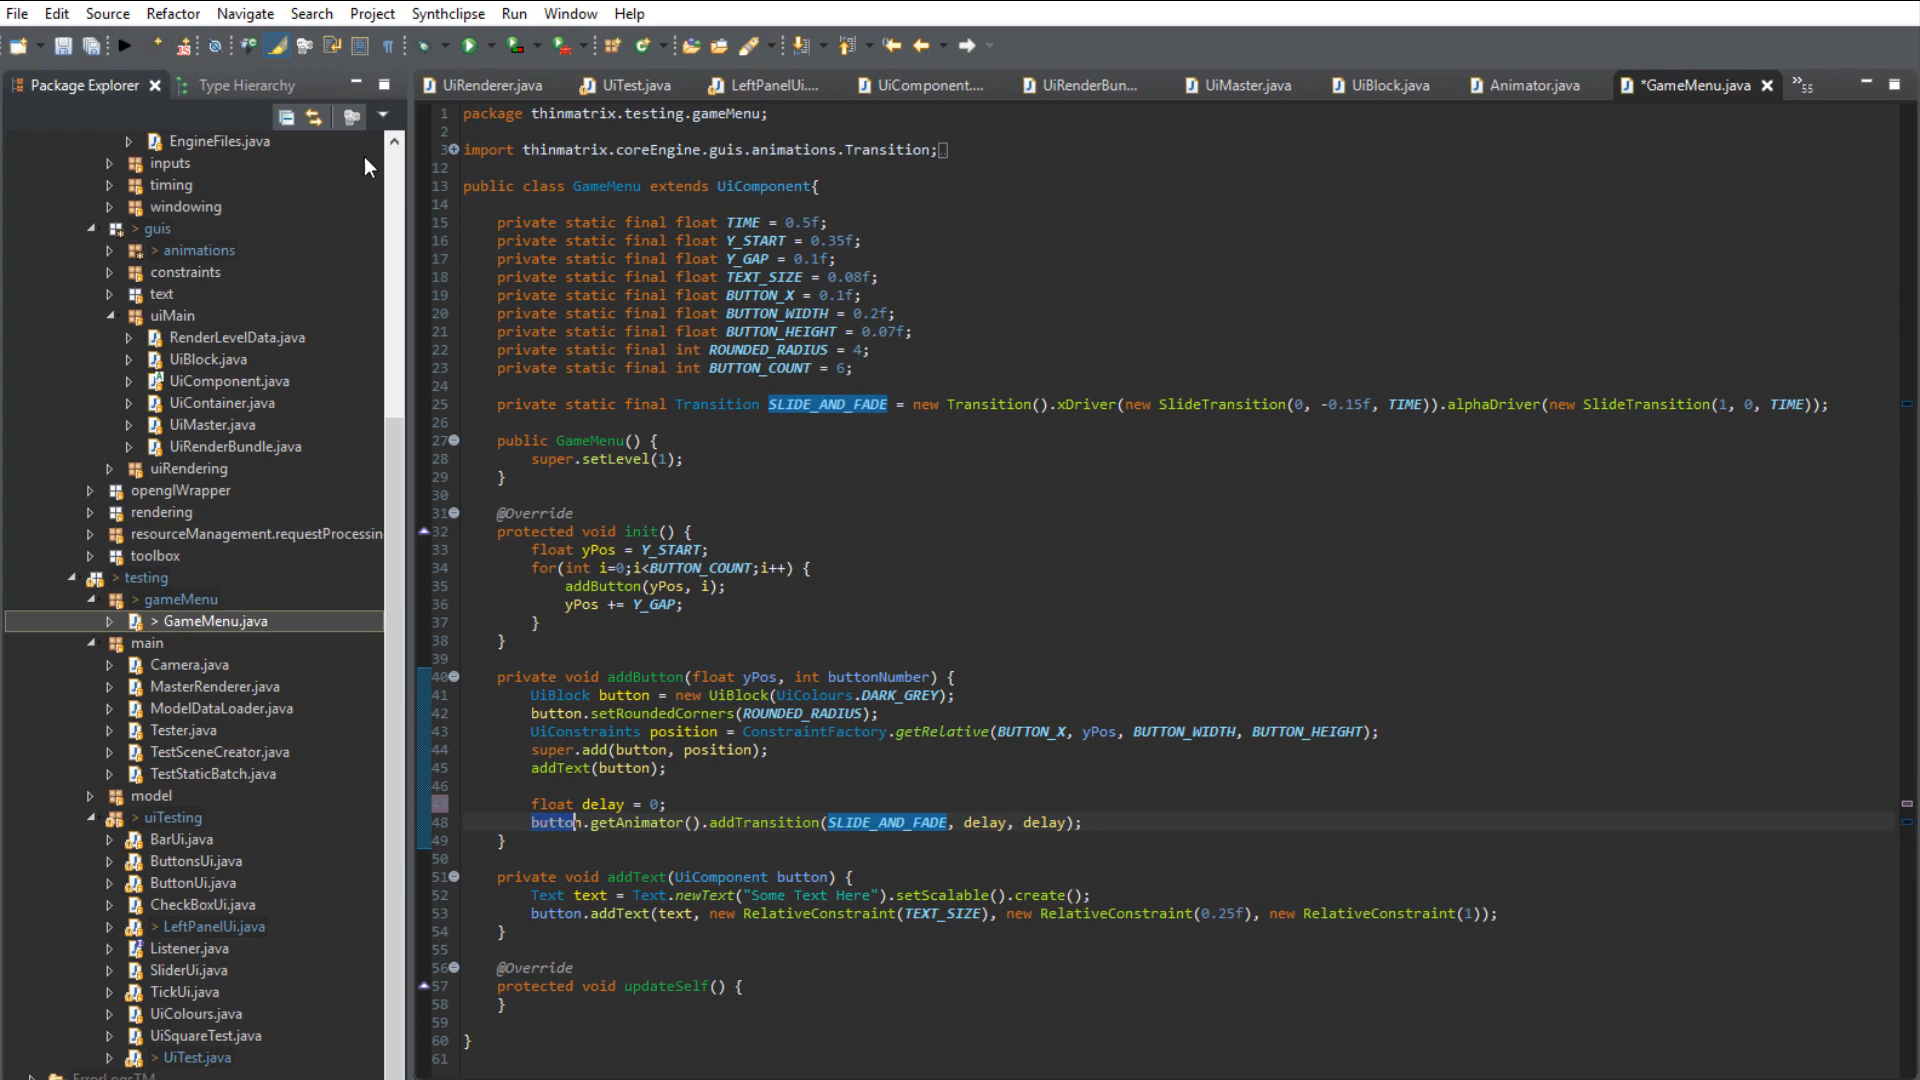 File Edit Source Refactor Navigate Search Project Synthclipse Run Window Help
Package Explorer Type Hierarchy
UiRenderer.java UiTest.java LeftPanelUi.... UiComponent.... UiRenderBun... UiMaster.java UiBlock.java Animator.java *GameMenu.java »55
EngineFiles.java
inputs
timing
windowing
> guis
> animations
constraints
text
uiMain
RenderLevelData.java
UiBlock.java
UiComponent.java
UiContainer.java
UiMaster.java
UiRenderBundle.java
uiRendering
openglWrapper
rendering
resourceManagement.requestProcessin
toolbox
> testing
> gameMenu
> GameMenu.java
main
Camera.java
MasterRenderer.java
ModelDataLoader.java
Tester.java
TestSceneCreator.java
TestStaticBatch.java
model
> uiTesting
BarUi.java
ButtonsUi.java
ButtonUi.java
CheckBoxUi.java
> LeftPanelUi.java
Listener.java
SliderUi.java
TickUi.java
UiColours.java
UiSquareTest.java
> UiTest.java
ErrorLogsTM
1 package thinmatrix.testing.gameMenu;
2
3 import thinmatrix.coreEngine.guis.animations.Transition;
12
13 public class GameMenu extends UiComponent{
14
15 private static final float TIME = 0.5f;
16 private static final float Y_START = 0.35f;
17 private static final float Y_GAP = 0.1f;
18 private static final float TEXT_SIZE = 0.08f;
19 private static final float BUTTON_X = 0.1f;
20 private static final float BUTTON_WIDTH = 0.2f;
21 private static final float BUTTON_HEIGHT = 0.07f;
22 private static final int ROUNDED_RADIUS = 4;
23 private static final int BUTTON_COUNT = 6;
24
25 private static final Transition SLIDE_AND_FADE = new Transition().xDriver(new SlideTransition(0, -0.15f, TIME)).alphaDriver(new SlideTransition(1, 0, TIME));
26
27 public GameMenu() {
28 super.setLevel(1);
29 }
30
31 @Override
32 protected void init() {
33 float yPos = Y_START;
34 for(int i=0;i<BUTTON_COUNT;i++) {
35 addButton(yPos, i);
36 yPos += Y_GAP;
37 }
38 }
39
40 private void addButton(float yPos, int buttonNumber) {
41 UiBlock button = new UiBlock(UiColours.DARK_GREY);
42 button.setRoundedCorners(ROUNDED_RADIUS);
43 UiConstraints position = ConstraintFactory.getRelative(BUTTON_X, yPos, BUTTON_WIDTH, BUTTON_HEIGHT);
44 super.add(button, position);
45 addText(button);
46
47 float delay = 0;
48 button.getAnimator().addTransition(SLIDE_AND_FADE, delay, delay);
49 }
50
51 private void addText(UiComponent button) {
52 Text text = Text.newText("Some Text Here").setScalable().create();
53 button.addText(text, new RelativeConstraint(TEXT_SIZE), new RelativeConstraint(0.25f), new RelativeConstraint(1));
54 }
55
56 @Override
57 protected void updateSelf() {
58 }
59
60 }
61